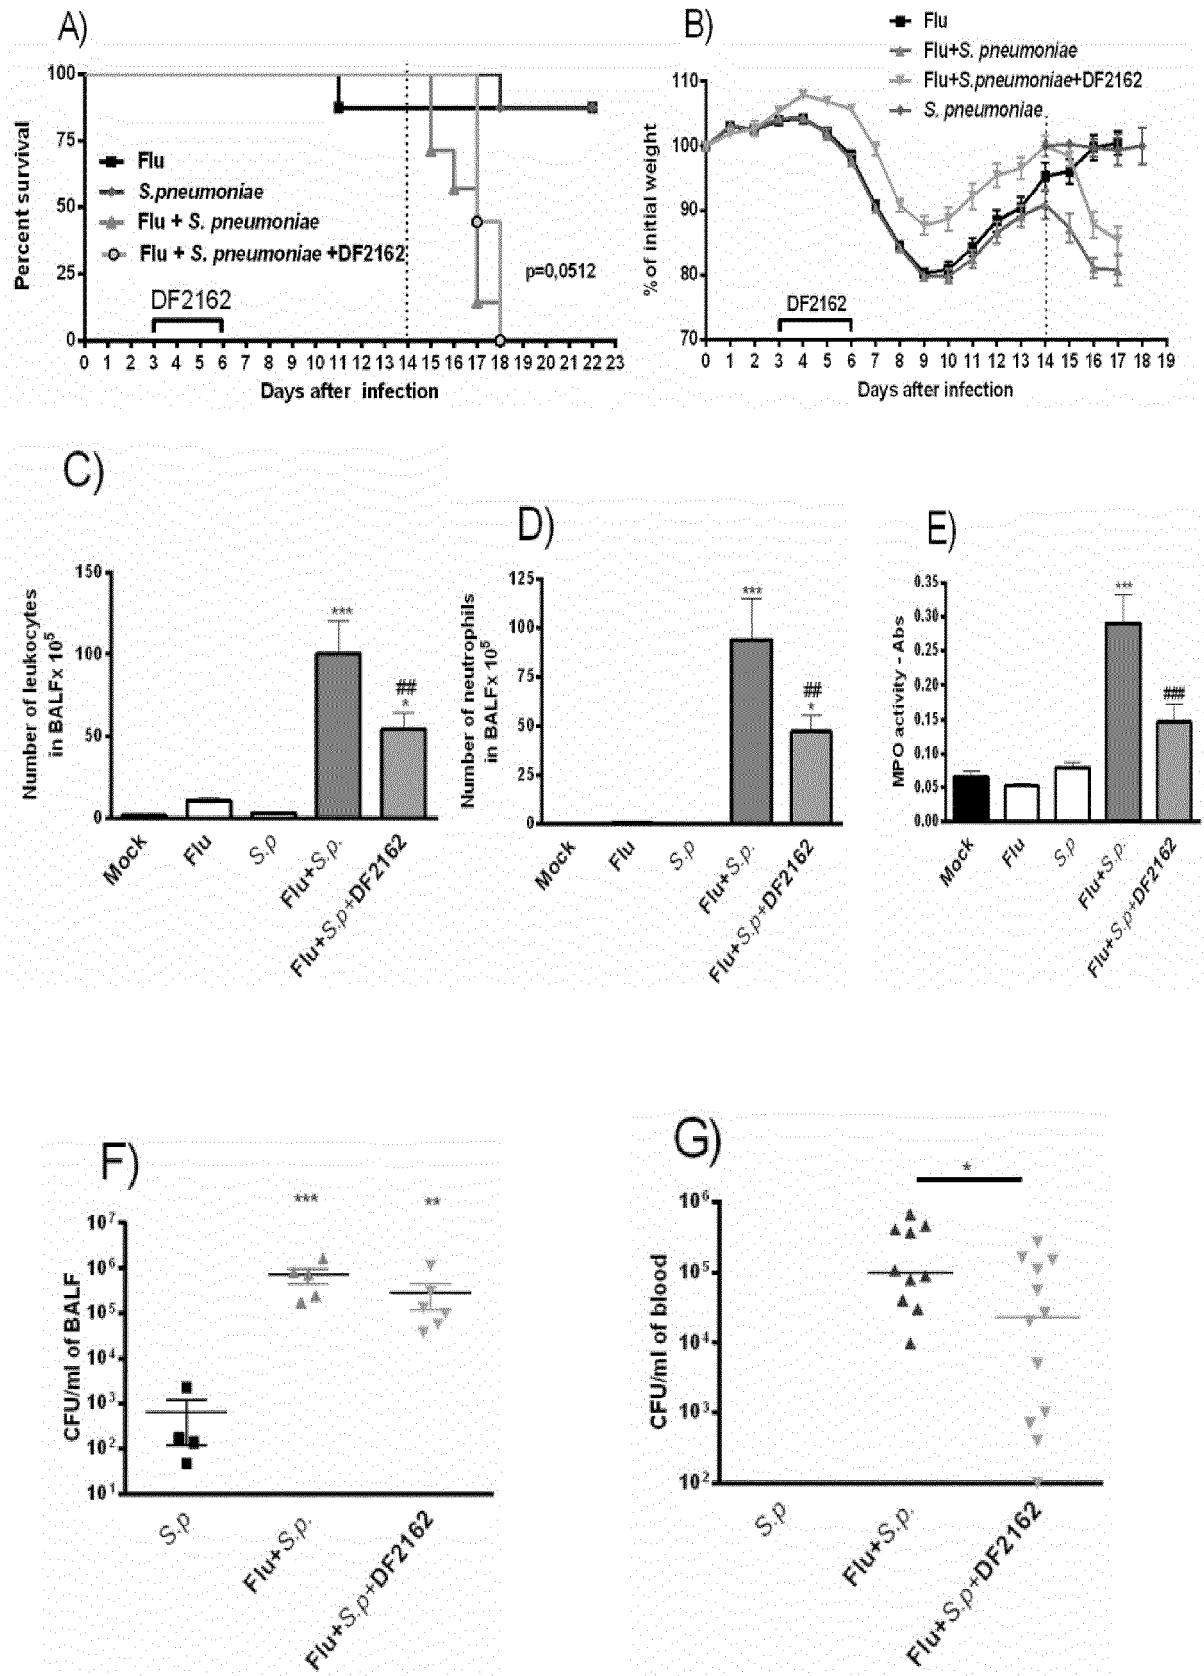 A)
Percent survival
100
75
50
25
0
Flu
S.pneumoniae
Flu + S. pneumoniae
Flu + S. pneumoniae +DF2162
DF2162
p=0,0512
0 1 2 3 4 5 6 7 8 9 10 11 12 13 14 15 16 17 18 19 20 21 22 23
Days after infection
B)
Flu
Flu+S. pneumoniae
Flu+S.pneumoniae+DF2162
S. pneumoniae
% of initial weight
110
100
90
80
70
DF2162
0 1 2 3 4 5 6 7 8 9 10 11 12 13 14 15 16 17 18 19
Days after infection
C)
Number of leukocytes
in BALFx 10⁵
150
100
50
0
***
##
*
Mock
Flu
S.p
Flu+S.p.
Flu+S.p+DF2162
D)
Number of neutrophils
in BALFx 10⁵
125
100
75
50
25
0
***
##
*
Mock
Flu
S.p
Flu+S.p.
Flu+S.p+DF2162
E)
MPO activity - Abs
0.35
0.30
0.25
0.20
0.15
0.10
0.05
0.00
***
###
Mock
Flu
S.p
Flu+S.p.
Flu+S.p+DF2162
F)
CFU/ml of BALF
10⁷
10⁶
10⁵
10⁴
10³
10²
10¹
***
**
S.p
Flu+S.p.
Flu+S.p+DF2162
G)
CFU/ml of blood
10⁶
10⁵
10⁴
10³
10²
*
S.p
Flu+S.p.
Flu+S.p+DF2162